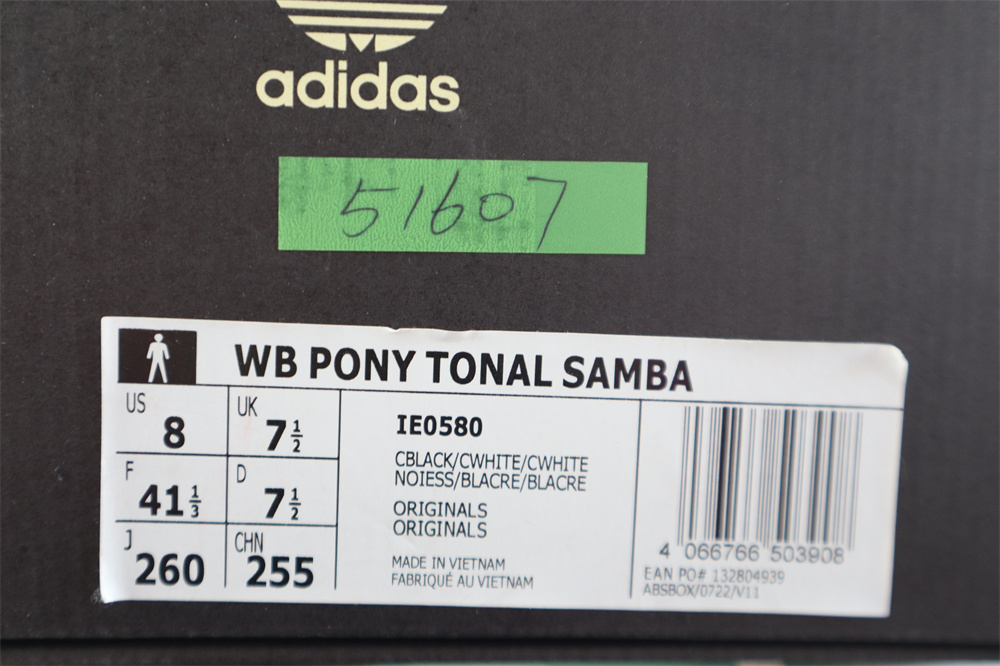 adidas
51607
WB PONY TONAL SAMBA
US
8
UK
7 1/2
F
41 1/3
D
7 1/2
J
260
CHN
255
IE0580
CBLACK/CWHITE/CWHITE
NOIESS/BLACRE/BLACRE
ORIGINALS
ORIGINALS
MADE IN VIETNAM
FABRIQUÉ AU VIETNAM
4 066766 503908
EAN PO# 132804939
ABSBOX/0722/V11